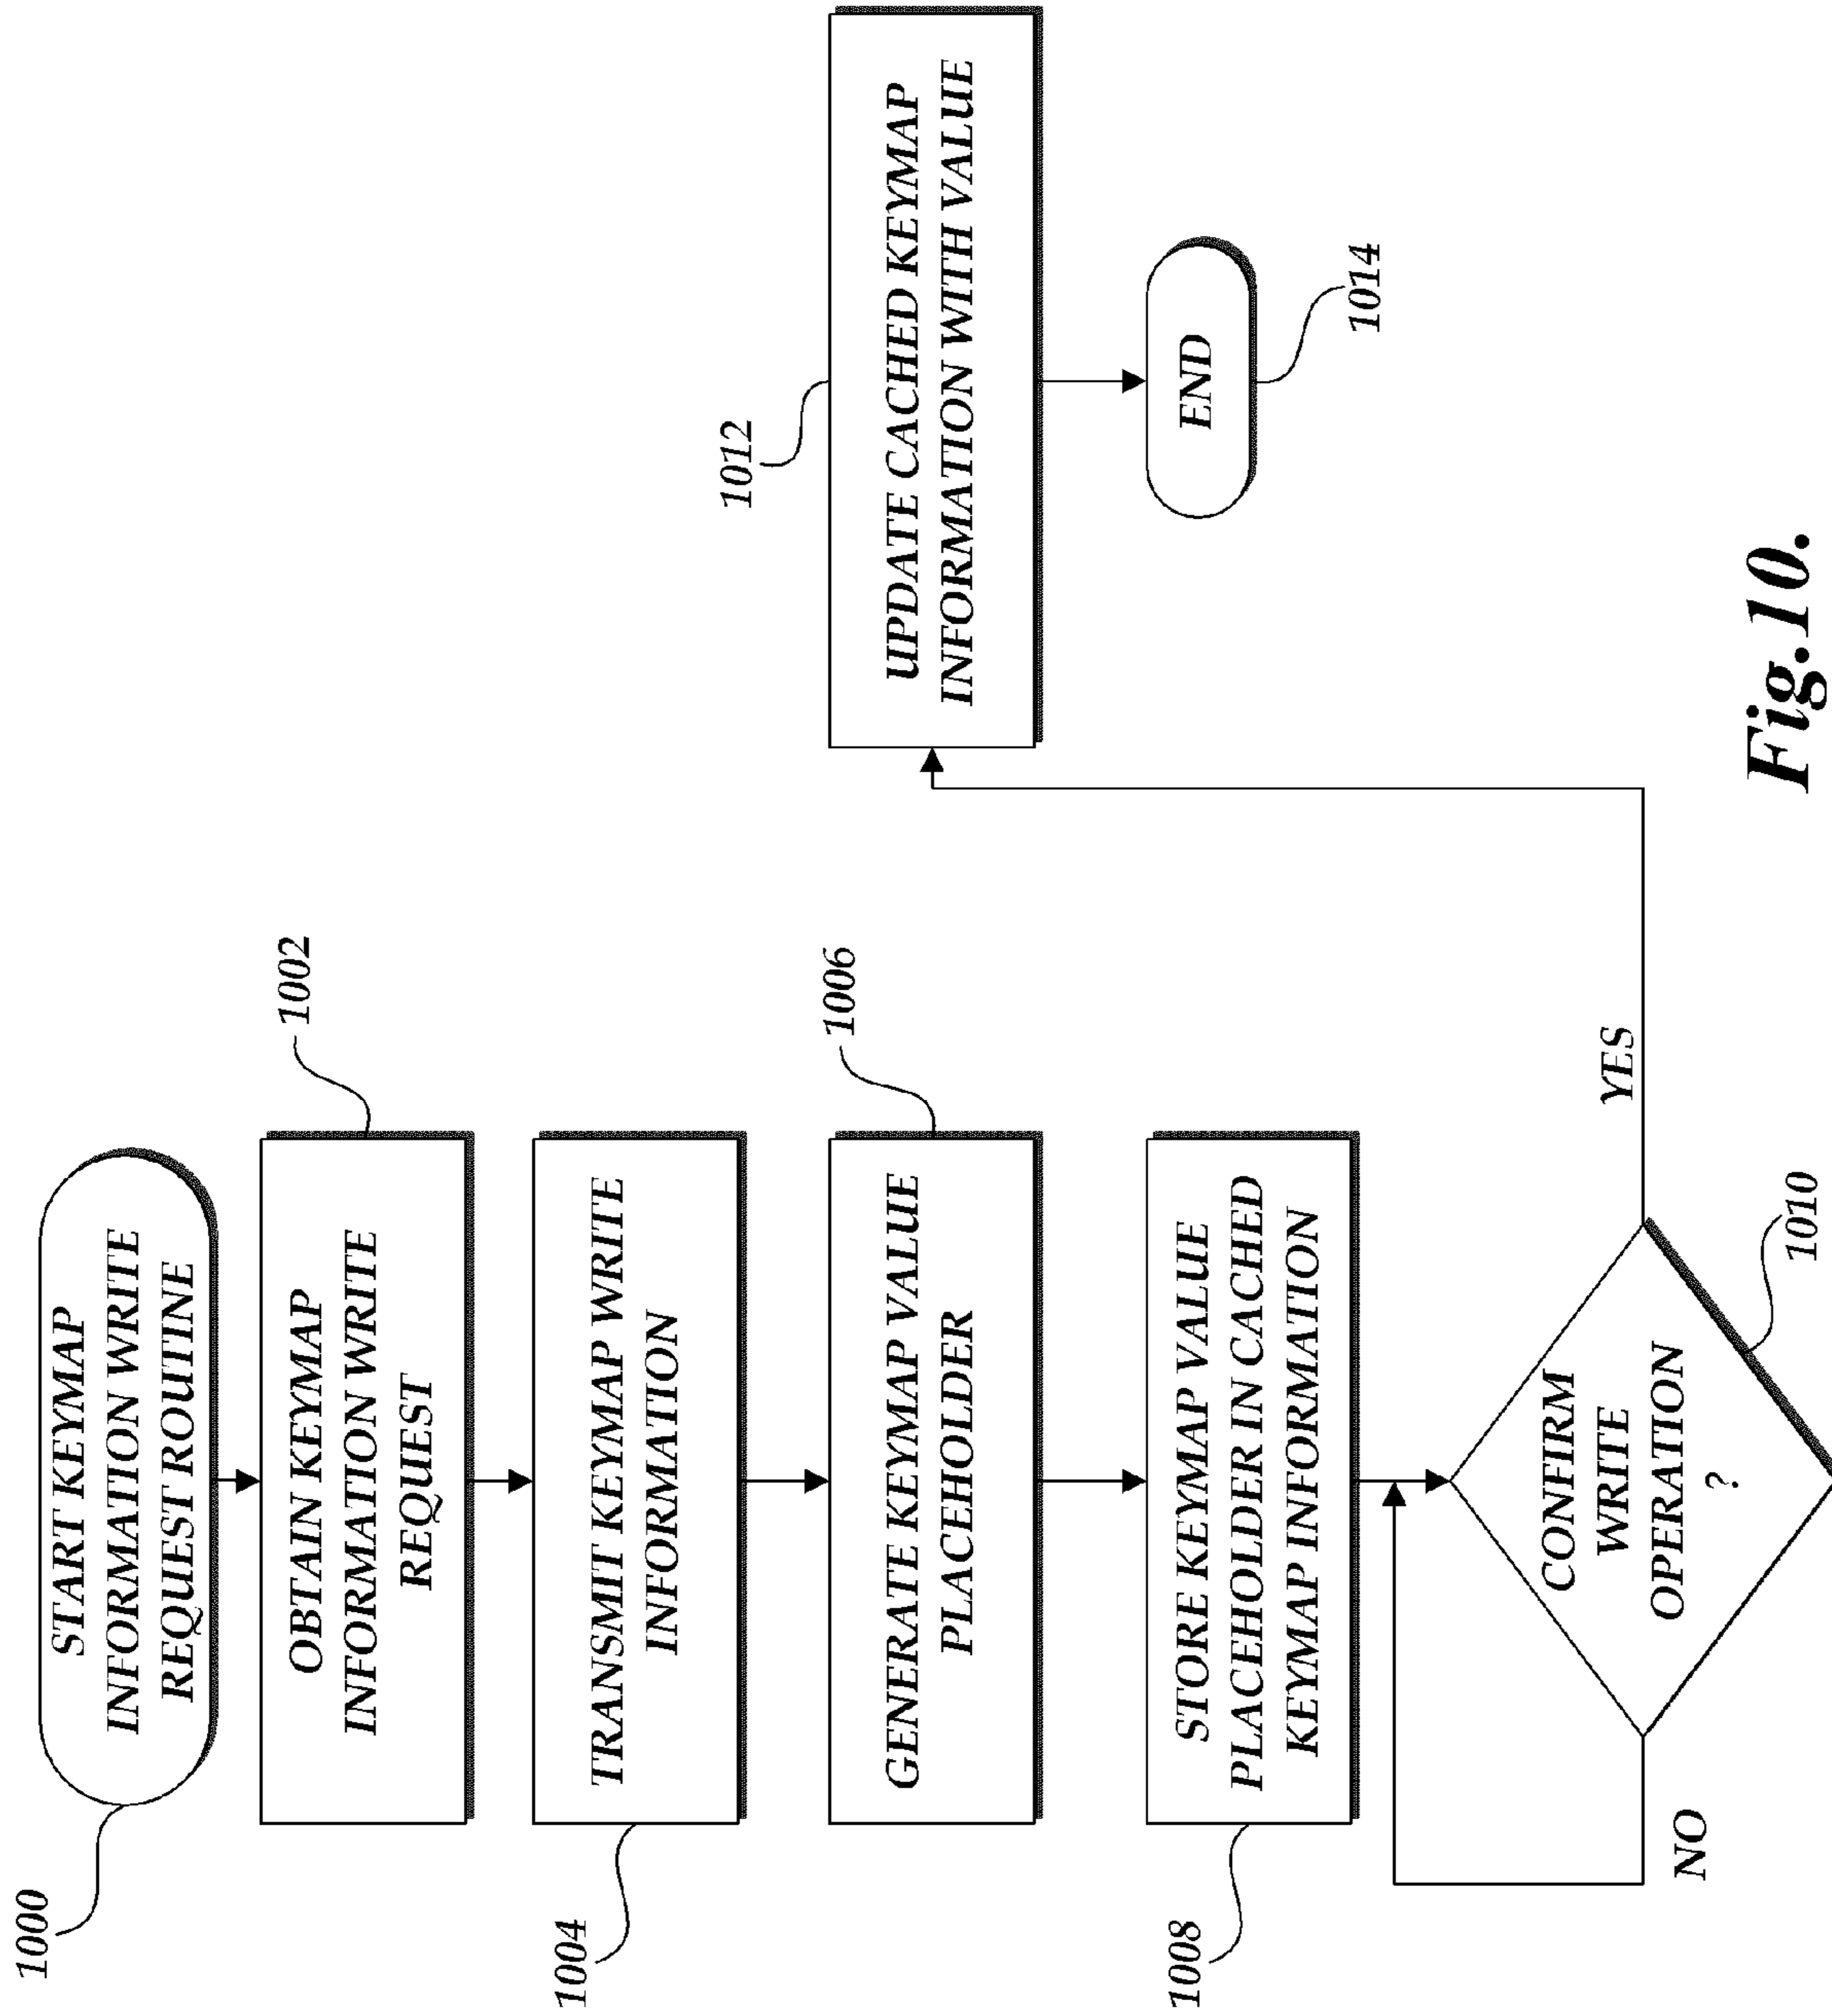 1000
START KEYMAP
INFORMATION WRITE
REQUEST ROUTINE
1002
OBTAIN KEYMAP
INFORMATION WRITE
REQUEST
1004
TRANSMIT KEYMAP WRITE
INFORMATION
1006
GENERATE KEYMAP VALUE
PLACEHOLDER
1008
STORE KEYMAP VALUE
PLACEHOLDER IN CACHED
KEYMAP INFORMATION
CONFIRM
WRITE
OPERATION
?
1010
NO
YES
1012
UPDATE CACHED KEYMAP
INFORMATION WITH VALUE
END
1014
Fig.10.